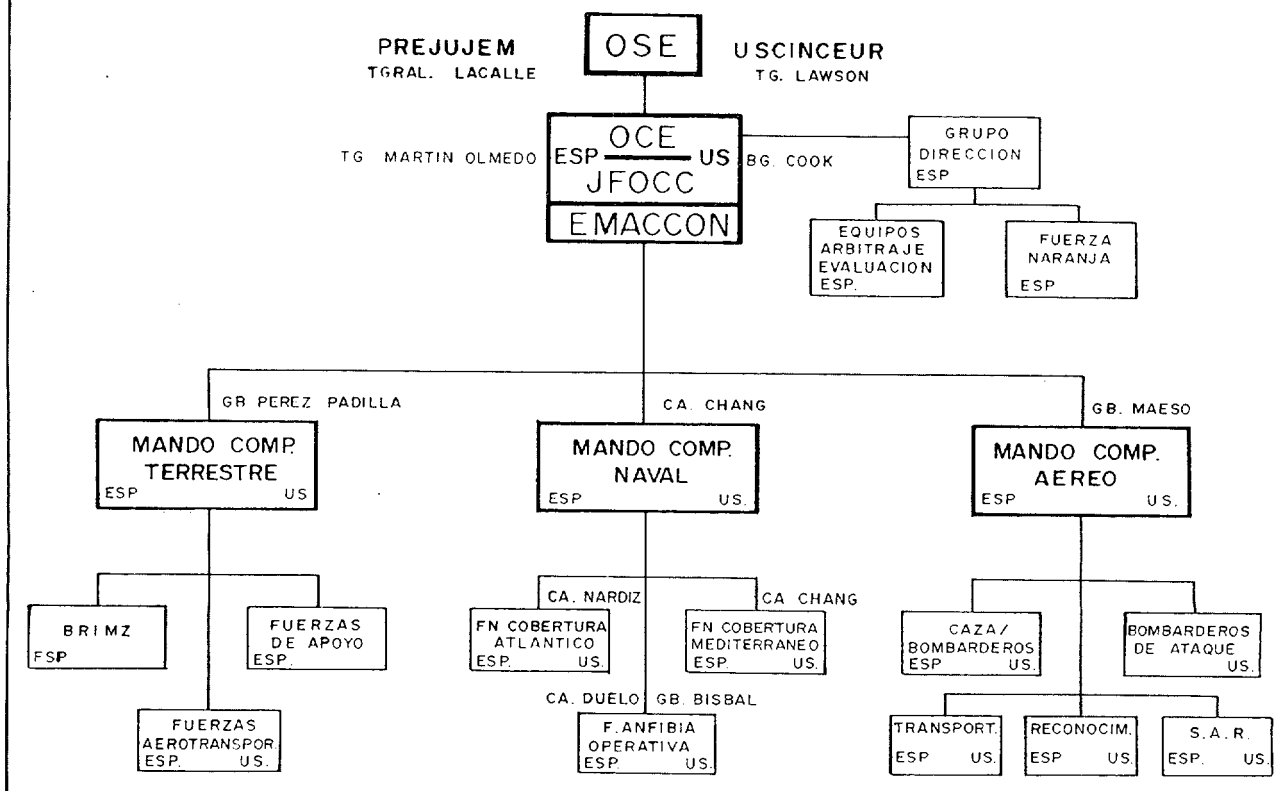 PREJUJEM
TGRAL. LACALLE
OSE
USCINCEUR
TG. LAWSON
TG MARTIN OLMEDO
ESP OCE US
JFOCC
EMACCON
BG. COOK
GRUPO
DIRECCION
ESP
EQUIPOS
ARBITRAJE
EVALUACION
ESP.
FUERZA
NARANJA
ESP
GB PEREZ PADILLA
MANDO COMP.
TERRESTRE
ESP US
CA. CHANG
MANDO COMP.
NAVAL
ESP US.
GB. MAESO
MANDO COMP.
AEREO
ESP US.
BRIMZ
FSP
FUERZAS
DE APOYO
ESP.
FUERZAS
AEROTRANSPOR.
ESP. US.
CA. NARDIZ
FN COBERTURA
ATLANTICO
ESP. US.
CA CHANG
FN COBERTURA
MEDITERRANEO
ESP. US.
CA. DUELO GB. BISBAL
F. ANFIBIA
OPERATIVA
ESP US.
CAZA/
BOMBARDEROS
ESP US.
BOMBARDEROS
DE ATAQUE
US.
TRANSPORT.
ESP US.
RECONOCIM.
ESP US.
S.A.R.
ESP. US.